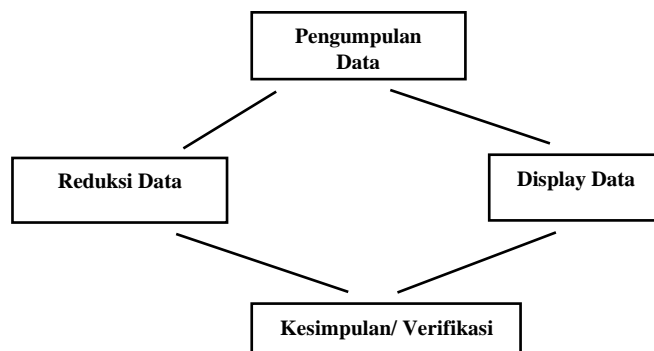 Pengumpulan
Data
Reduksi Data
Display Data
Kesimpulan/ Verifikasi